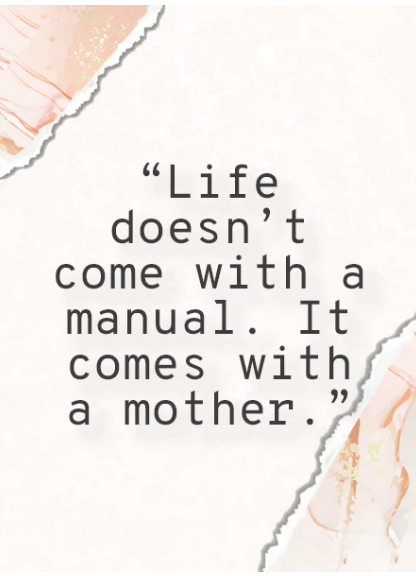 “Life
doesn’t
come with a
manual. It
comes with
a mother.”